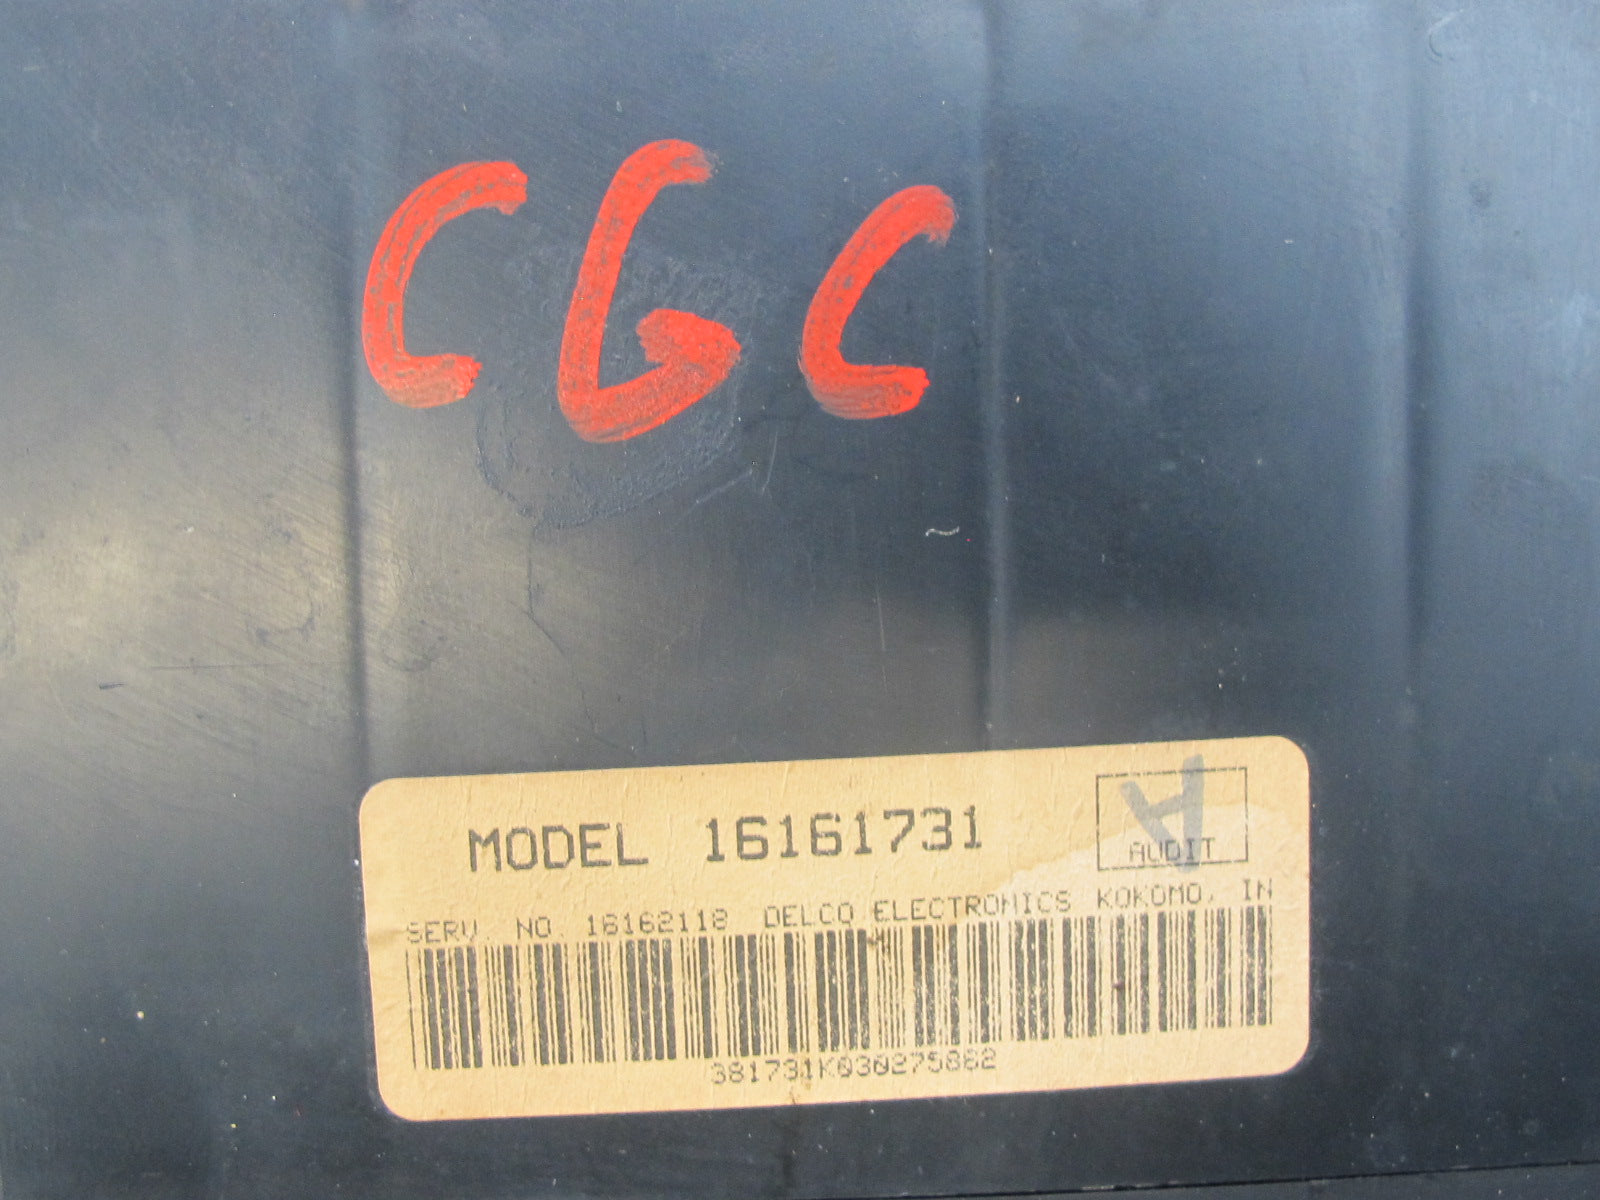 CGC
MODEL 16161731
A
AUDIT
SERV. NO. 16162118 DELCO ELECTRONICS KOKOMO, IN
381731K030275882